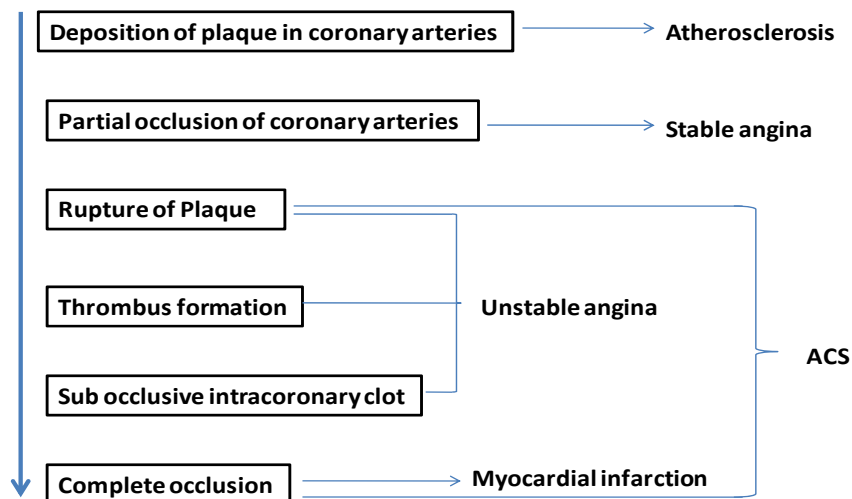 Deposition of plaque in coronary arteries
Atherosclerosis
Partial occlusion of coronary arteries
Stable angina
Rupture of Plaque
Thrombus formation
Unstable angina
ACS
Sub occlusive intracoronary clot
Complete occlusion
Myocardial infarction